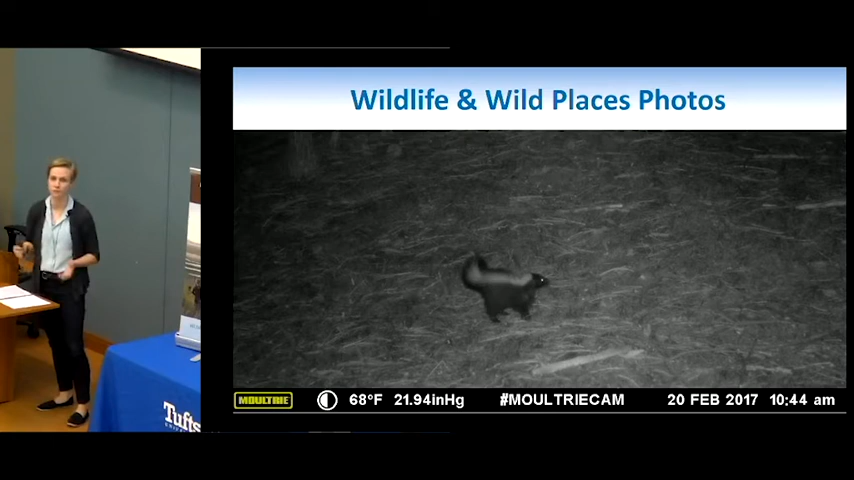 Wildlife & Wild Places Photos
MOULTRIE 68°F 21.94inHg #MOULTRIECAM 20 FEB 2017 10:44 am
Tufts